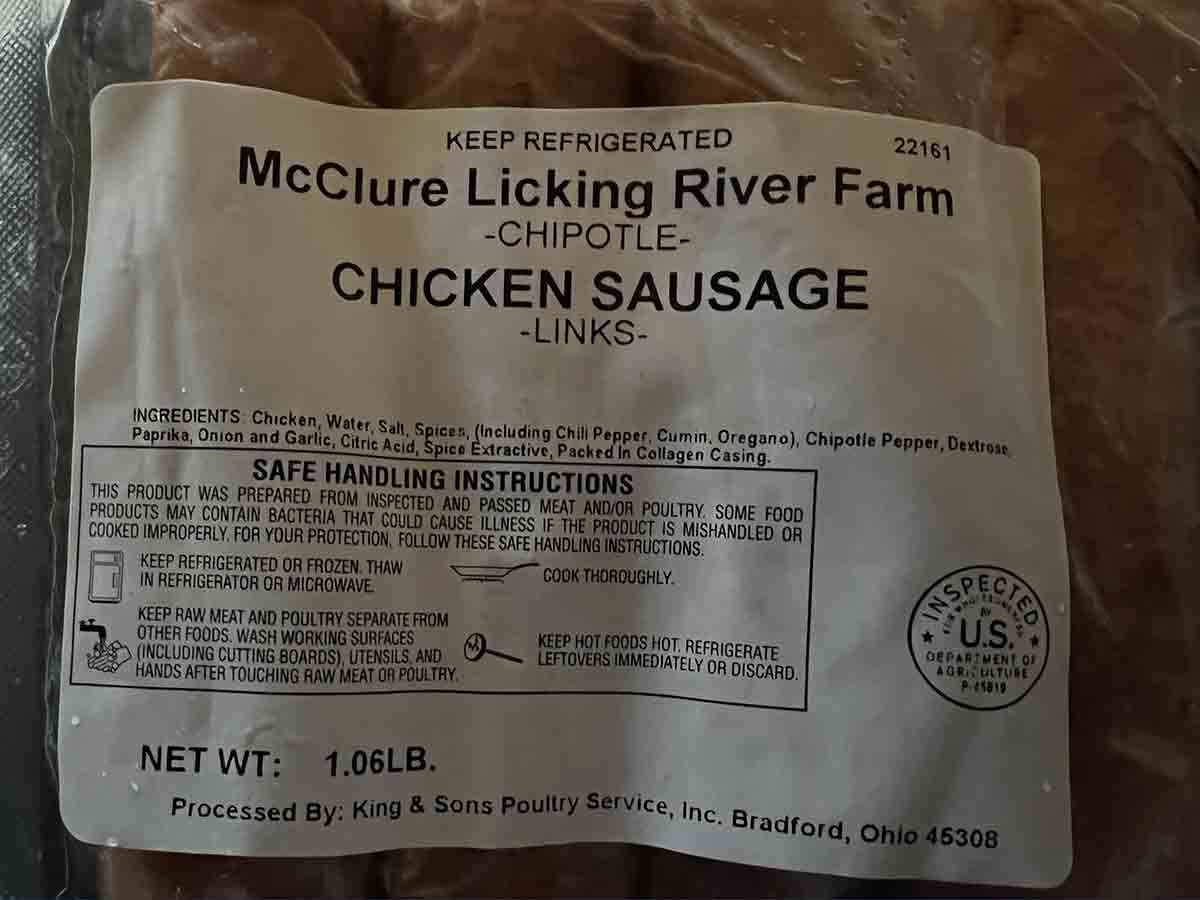 KEEP REFRIGERATED
22161
McClure Licking River Farm
-CHIPOTLE-
CHICKEN SAUSAGE
-LINKS-
INGREDIENTS: Chicken, Water, Salt, Spices, (Including Chili Pepper, Cumin, Oregano), Chipotle Pepper, Dextrose,
Paprika, Onion and Garlic, Citric Acid, Spice Extractive, Packed In Collagen Casing.
SAFE HANDLING INSTRUCTIONS
THIS PRODUCT WAS PREPARED FROM INSPECTED AND PASSED MEAT AND/OR POULTRY. SOME FOOD
PRODUCTS MAY CONTAIN BACTERIA THAT COULD CAUSE ILLNESS IF THE PRODUCT IS MISHANDLED OR
COOKED IMPROPERLY. FOR YOUR PROTECTION, FOLLOW THESE SAFE HANDLING INSTRUCTIONS.
KEEP REFRIGERATED OR FROZEN. THAW
IN REFRIGERATOR OR MICROWAVE.
COOK THOROUGHLY.
KEEP RAW MEAT AND POULTRY SEPARATE FROM
OTHER FOODS. WASH WORKING SURFACES
(INCLUDING CUTTING BOARDS), UTENSILS, AND
HANDS AFTER TOUCHING RAW MEAT OR POULTRY.
KEEP HOT FOODS HOT. REFRIGERATE
LEFTOVERS IMMEDIATELY OR DISCARD.
INSPECTED
FOR WHOLESOMENESS
BY
U.S.
DEPARTMENT OF
AGRICULTURE
NET WT: 1.06LB.
Processed By: King & Sons Poultry Service, Inc. Bradford, Ohio 45308